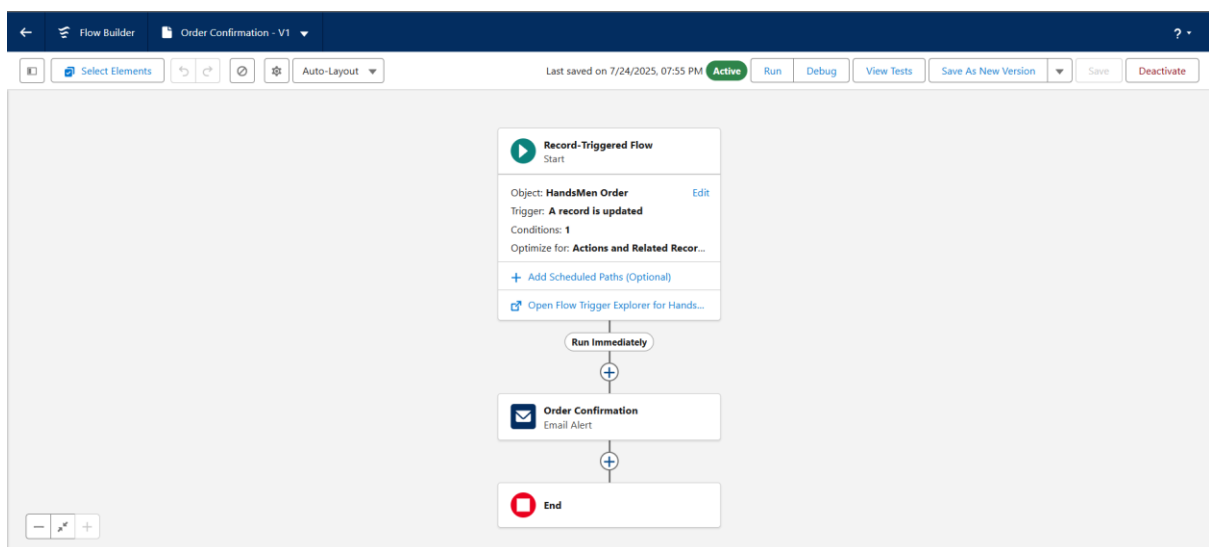 Flow Builder
Order Confirmation - V1
? 
Select Elements
Auto-Layout
Last saved on 7/24/2025, 07:55 PM
Active
Run
Debug
View Tests
Save As New Version
Save
Deactivate
Record-Triggered Flow
Start
Object: HandsMen Order
Edit
Trigger: A record is updated
Conditions: 1
Optimize for: Actions and Related Recor...
+ Add Scheduled Paths (Optional)
Open Flow Trigger Explorer for Hands...
Run Immediately
Order Confirmation
Email Alert
End